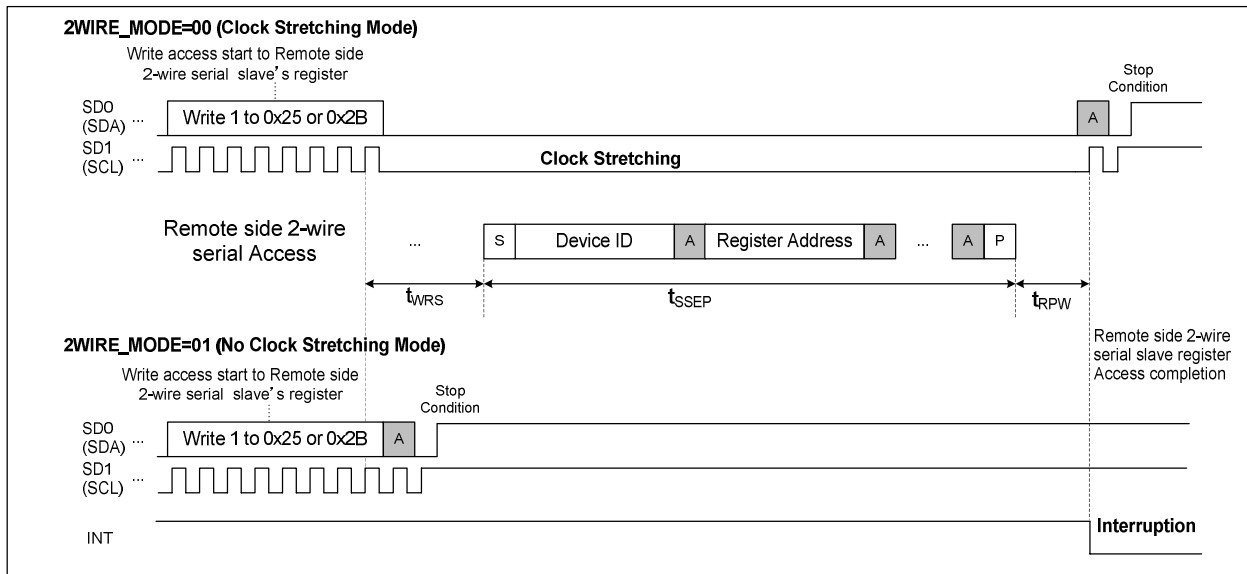 2WIRE_MODE=00 (Clock Stretching Mode)
Write access start to Remote side
2-wire serial slave's register
Stop
Condition
SD0
(SDA) ...
Write 1 to 0x25 or 0x2B
A
SD1
(SCL) ...
Clock Stretching
Remote side 2-wire
serial Access
...
S
Device ID
A
Register Address
A
...
A
P
tWRS
tSSEP
tRPW
2WIRE_MODE=01 (No Clock Stretching Mode)
Remote side 2-wire
serial slave register
Access completion
Write access start to Remote side
2-wire serial slave's register
Stop
Condition
SD0
(SDA) ...
Write 1 to 0x25 or 0x2B
A
SD1
(SCL) ...
INT
Interruption